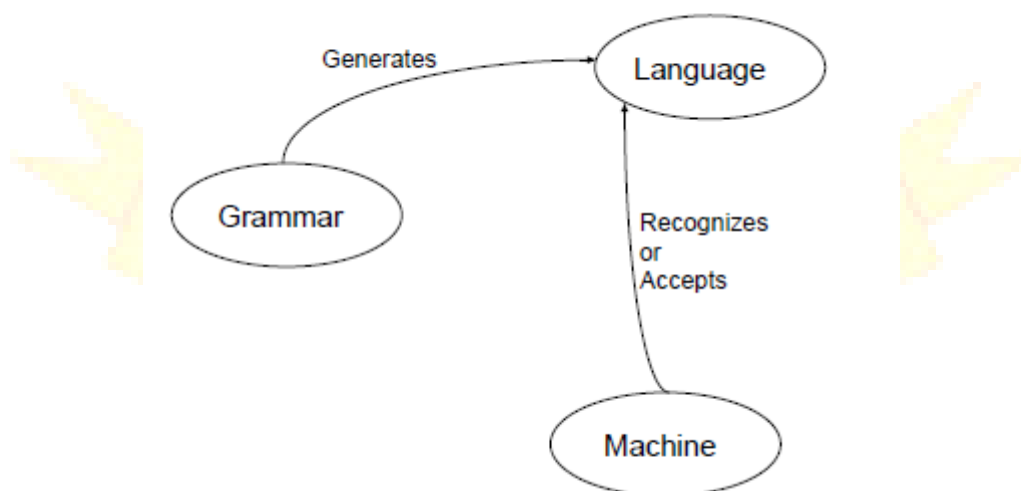 Generates
Language
Grammar
Recognizes
or
Accepts
Machine